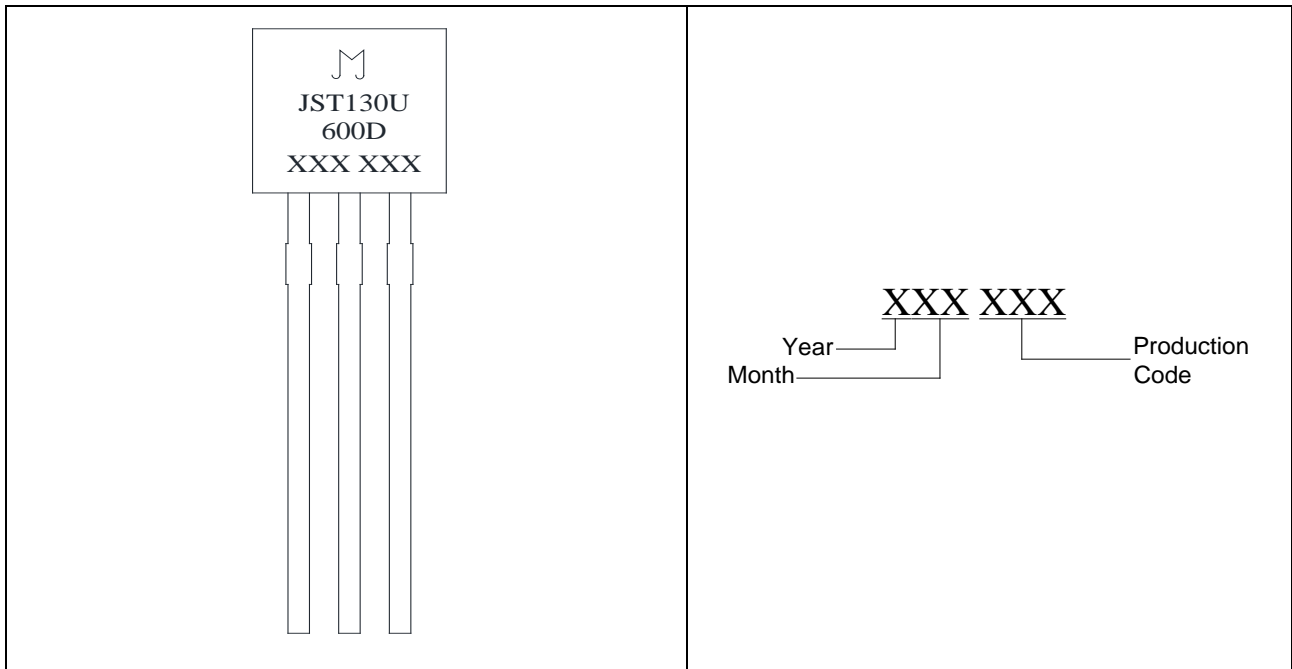 JST130U
600D
XXX XXX
XXX XXX
Year
Month
Production
Code